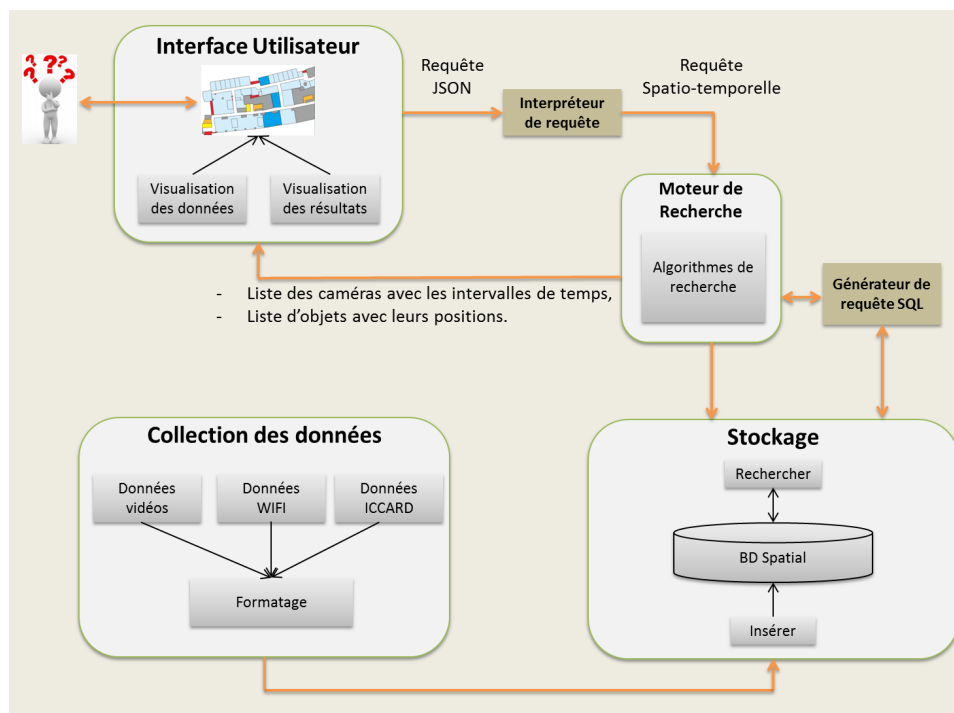 Interface Utilisateur
???
Visualisation
des données
Visualisation
des résultats
Requête
JSON
Interpréteur
de requête
Requête
Spatio-temporelle
Moteur de
Recherche
Algorithmes de
recherche
Générateur de
requête SQL
- Liste des caméras avec les intervalles de temps,
- Liste d’objets avec leurs positions.
Collection des données
Données
vidéos
Données
WIFI
Données
ICCARD
Formatage
Stockage
Rechercher
BD Spatial
Insérer